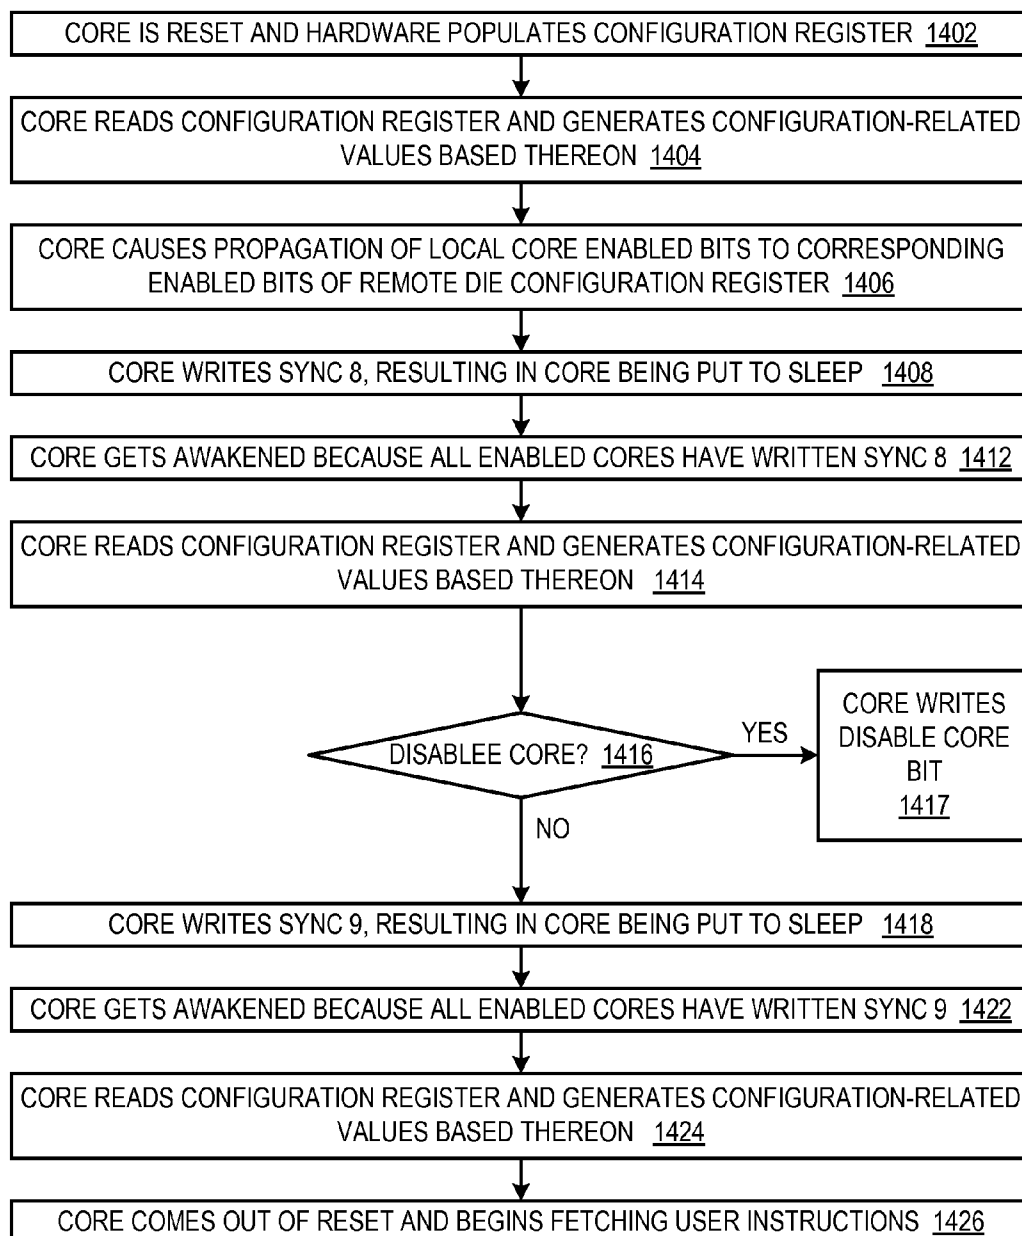 CORE IS RESET AND HARDWARE POPULATES CONFIGURATION REGISTER 1402
CORE READS CONFIGURATION REGISTER AND GENERATES CONFIGURATION-RELATED
VALUES BASED THEREON 1404
CORE CAUSES PROPAGATION OF LOCAL CORE ENABLED BITS TO CORRESPONDING
ENABLED BITS OF REMOTE DIE CONFIGURATION REGISTER 1406
CORE WRITES SYNC 8, RESULTING IN CORE BEING PUT TO SLEEP 1408
CORE GETS AWAKENED BECAUSE ALL ENABLED CORES HAVE WRITTEN SYNC 8 1412
CORE READS CONFIGURATION REGISTER AND GENERATES CONFIGURATION-RELATED
VALUES BASED THEREON 1414
DISABLEE CORE? 1416
YES
CORE WRITES
DISABLE CORE
BIT
1417
NO
CORE WRITES SYNC 9, RESULTING IN CORE BEING PUT TO SLEEP 1418
CORE GETS AWAKENED BECAUSE ALL ENABLED CORES HAVE WRITTEN SYNC 9 1422
CORE READS CONFIGURATION REGISTER AND GENERATES CONFIGURATION-RELATED
VALUES BASED THEREON 1424
CORE COMES OUT OF RESET AND BEGINS FETCHING USER INSTRUCTIONS 1426